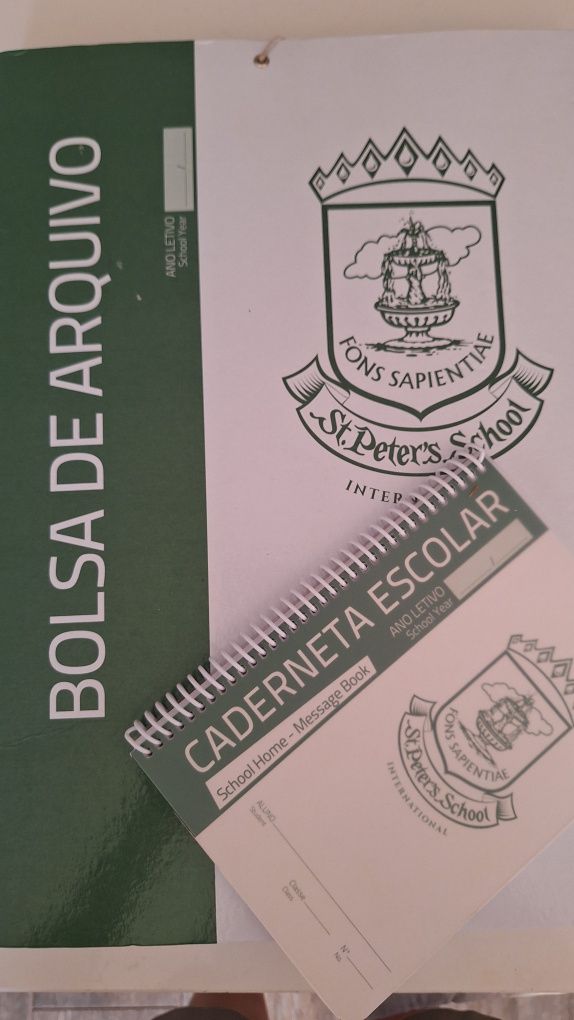 BOLSA DE ARQUIVO
ANO LETIVO
School Year
/
FONS SAPIENTIAE
St. Peter's School
INTER
CADERNETA ESCOLAR
School Home - Message Book
ANO LETIVO
School Year
/
FONS SAPIENTIAE
St. Peter's School
INTERNATIONAL
ALUNO
Student
Classe
Class
Nº
No